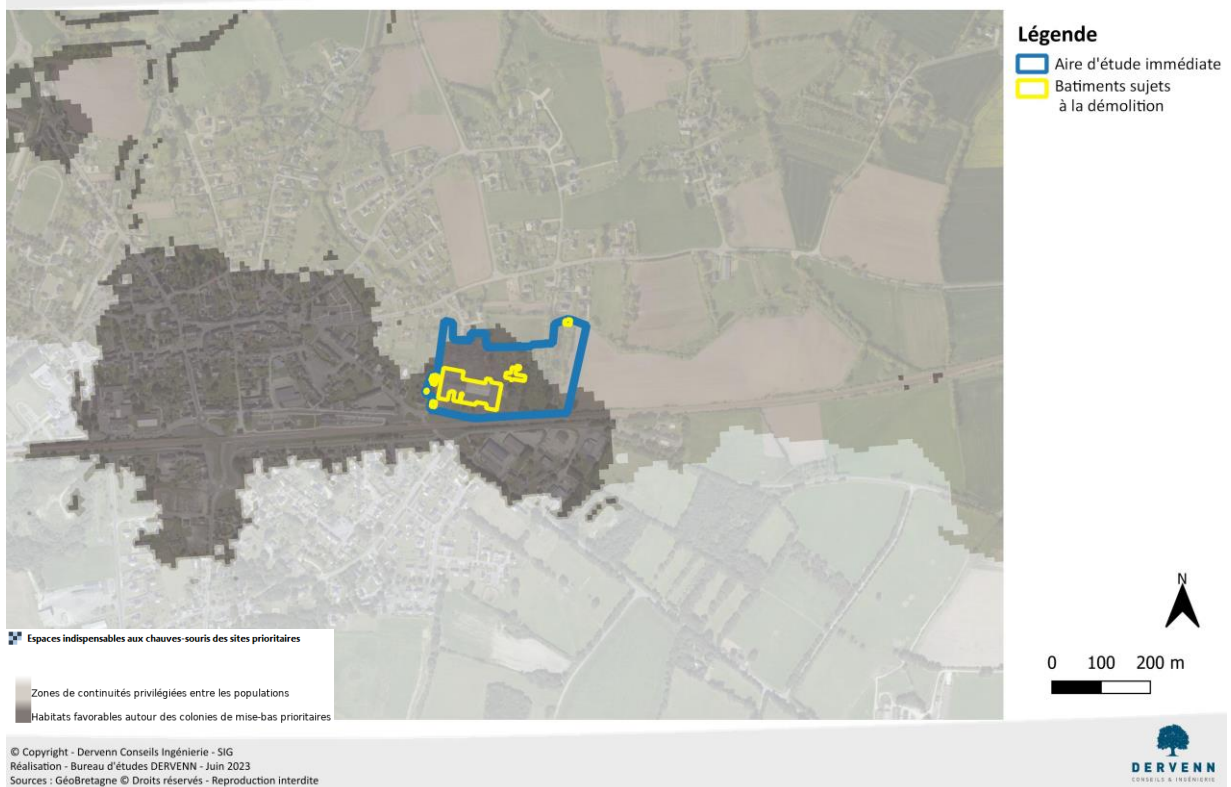 Légende
Aire d'étude immédiate
Batiments sujets
à la démolition
N
0 100 200 m
Espaces indispensables aux chauves-souris des sites prioritaires
Zones de continuités privilégiées entre les populations
Habitats favorables autour des colonies de mise-bas prioritaires
© Copyright - Dervenn Conseils Ingénierie - SIG
Réalisation - Bureau d'études DERVENN - Juin 2023
Sources : GéoBretagne © Droits réservés - Reproduction interdite
DERVENN
CONSEILS & INGÉNIERIE